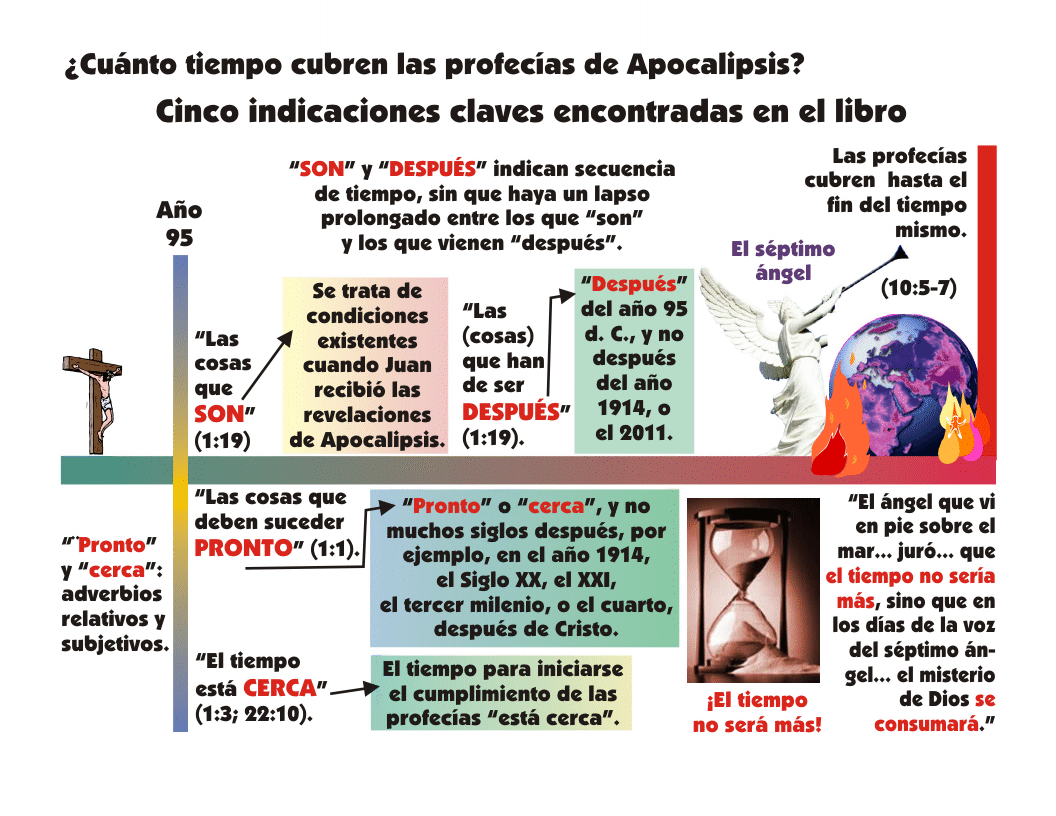 ¿Cuánto tiempo cubren las profecías de Apocalipsis?
Cinco indicaciones claves encontradas en el libro
“SON” y “DESPUÉS” indican secuencia
de tiempo, sin que haya un lapso
prolongado entre los que “son”
y los que vienen “después”.
Las profecías
cubren hasta el
fin del tiempo
mismo.
(10:5-7)
Año
95
El séptimo
ángel
“Las
cosas
que
SON”
(1:19)
Se trata de
condiciones
existentes
cuando Juan
recibió las
revelaciones
de Apocalipsis.
“Las
(cosas)
que han
de ser
DESPUÉS”
(1:19).
“Después”
del año 95
d. C., y no
después
del año
1914, o
el 2011.
“¨Pronto”
y “cerca”:
adverbios
relativos y
subjetivos.
“Las cosas que
deben suceder
PRONTO” (1:1).
“Pronto” o “cerca”, y no
muchos siglos después, por
ejemplo, en el año 1914,
el Siglo XX, el XXI,
el tercer milenio, o el cuarto,
después de Cristo.
“El tiempo
está CERCA”
(1:3; 22:10).
El tiempo para iniciarse
el cumplimiento de las
profecías “está cerca”.
¡El tiempo
no será más!
“El ángel que vi
en pie sobre el
mar... juró... que
el tiempo no sería
más, sino que en
los días de la voz
del séptimo án-
gel... el misterio
de Dios se
consumará.”